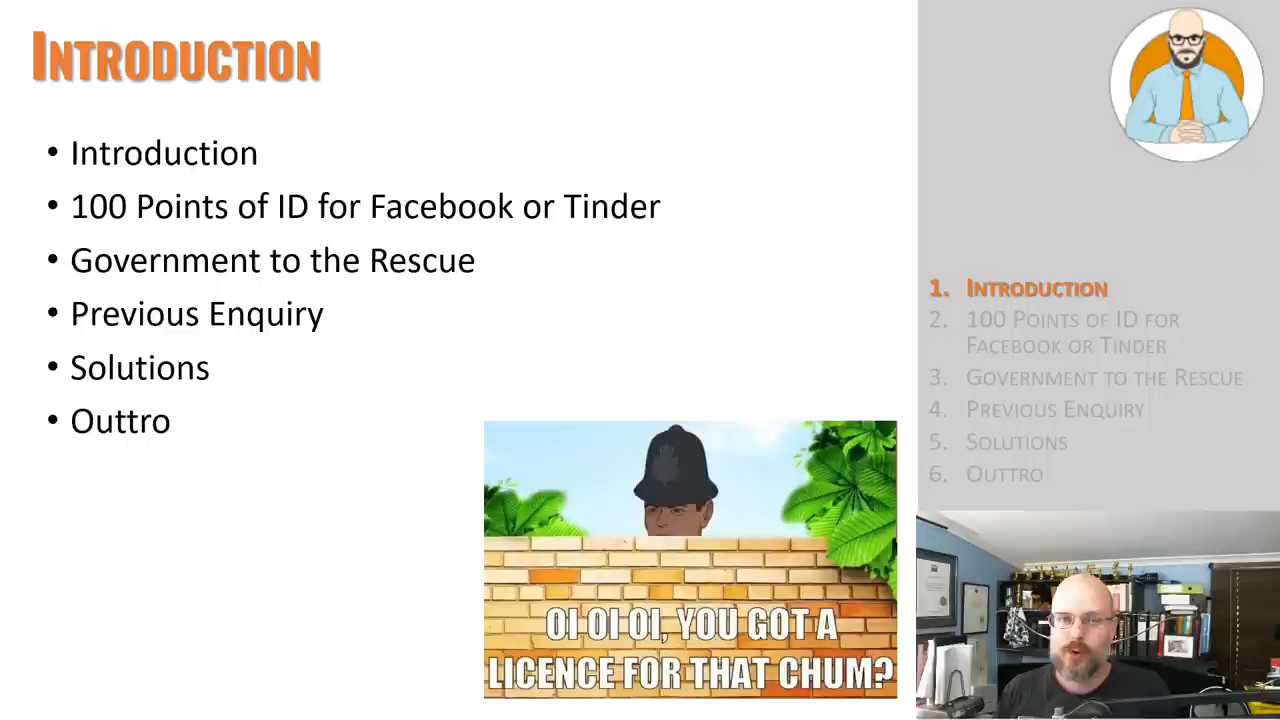 INTRODUCTION
• Introduction
• 100 Points of ID for Facebook or Tinder
• Government to the Rescue
• Previous Enquiry
• Solutions
• Outtro
OI OI OI, YOU GOT A
LICENCE FOR THAT CHUM?
1. INTRODUCTION
2. 100 POINTS OF ID FOR
FACEBOOK OR TINDER
3. GOVERNMENT TO THE RESCUE
4. PREVIOUS ENQUIRY
5. SOLUTIONS
6. OUTTRO